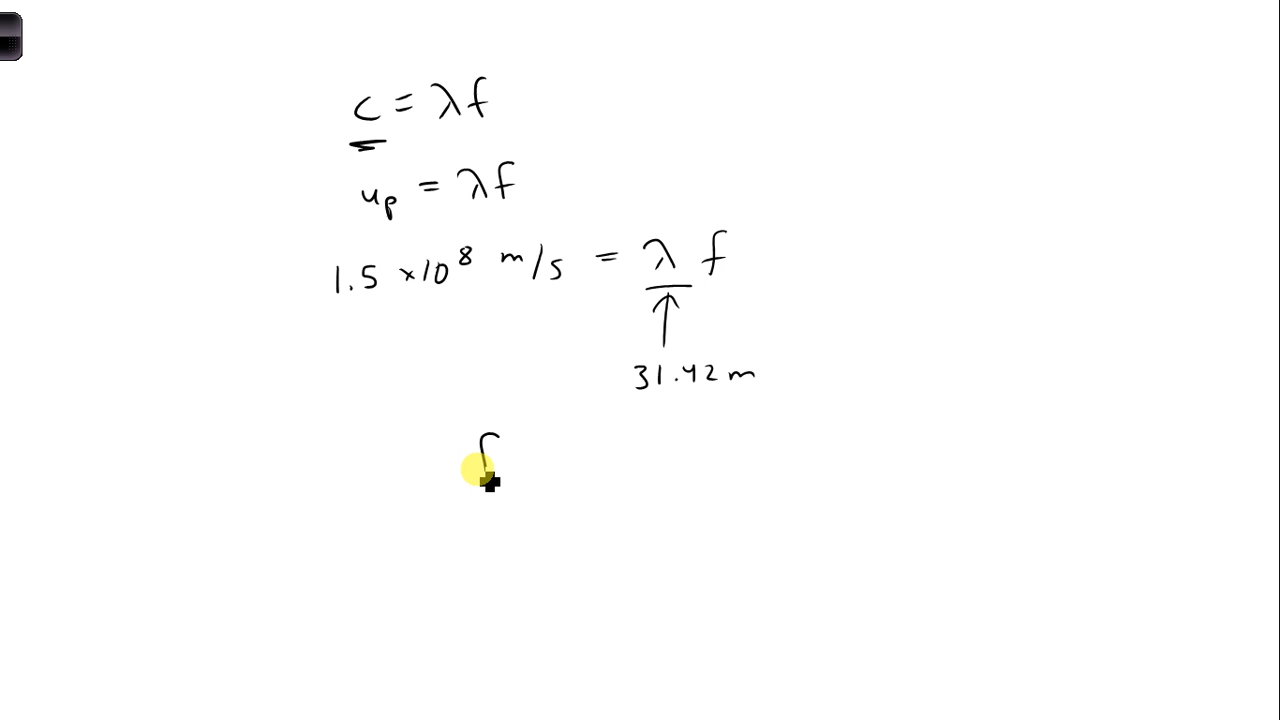 c = λf
u_p = λf
1.5 ×10^8 m/s = λ f
31.42 m
f